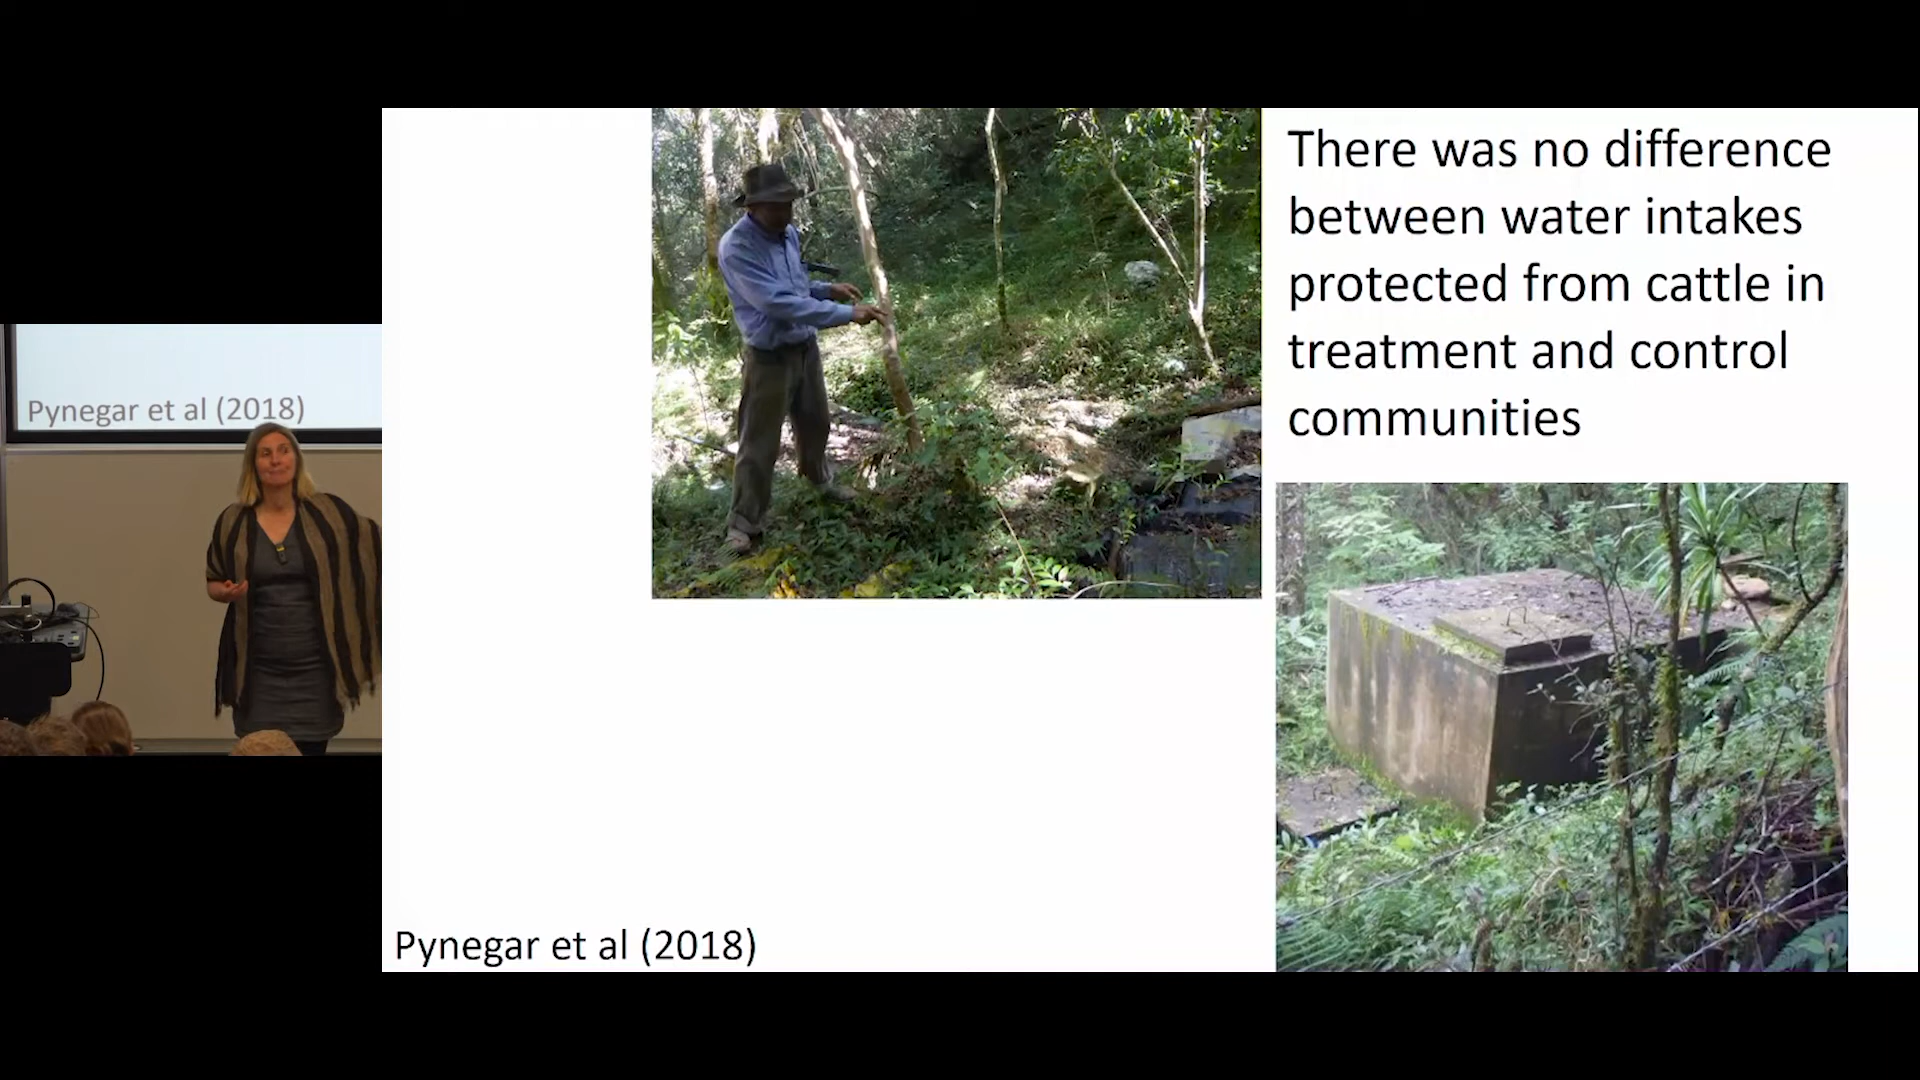 There was no difference
between water intakes
protected from cattle in
treatment and control
communities
Pynegar et al (2018)
Pynegar et al (2018)